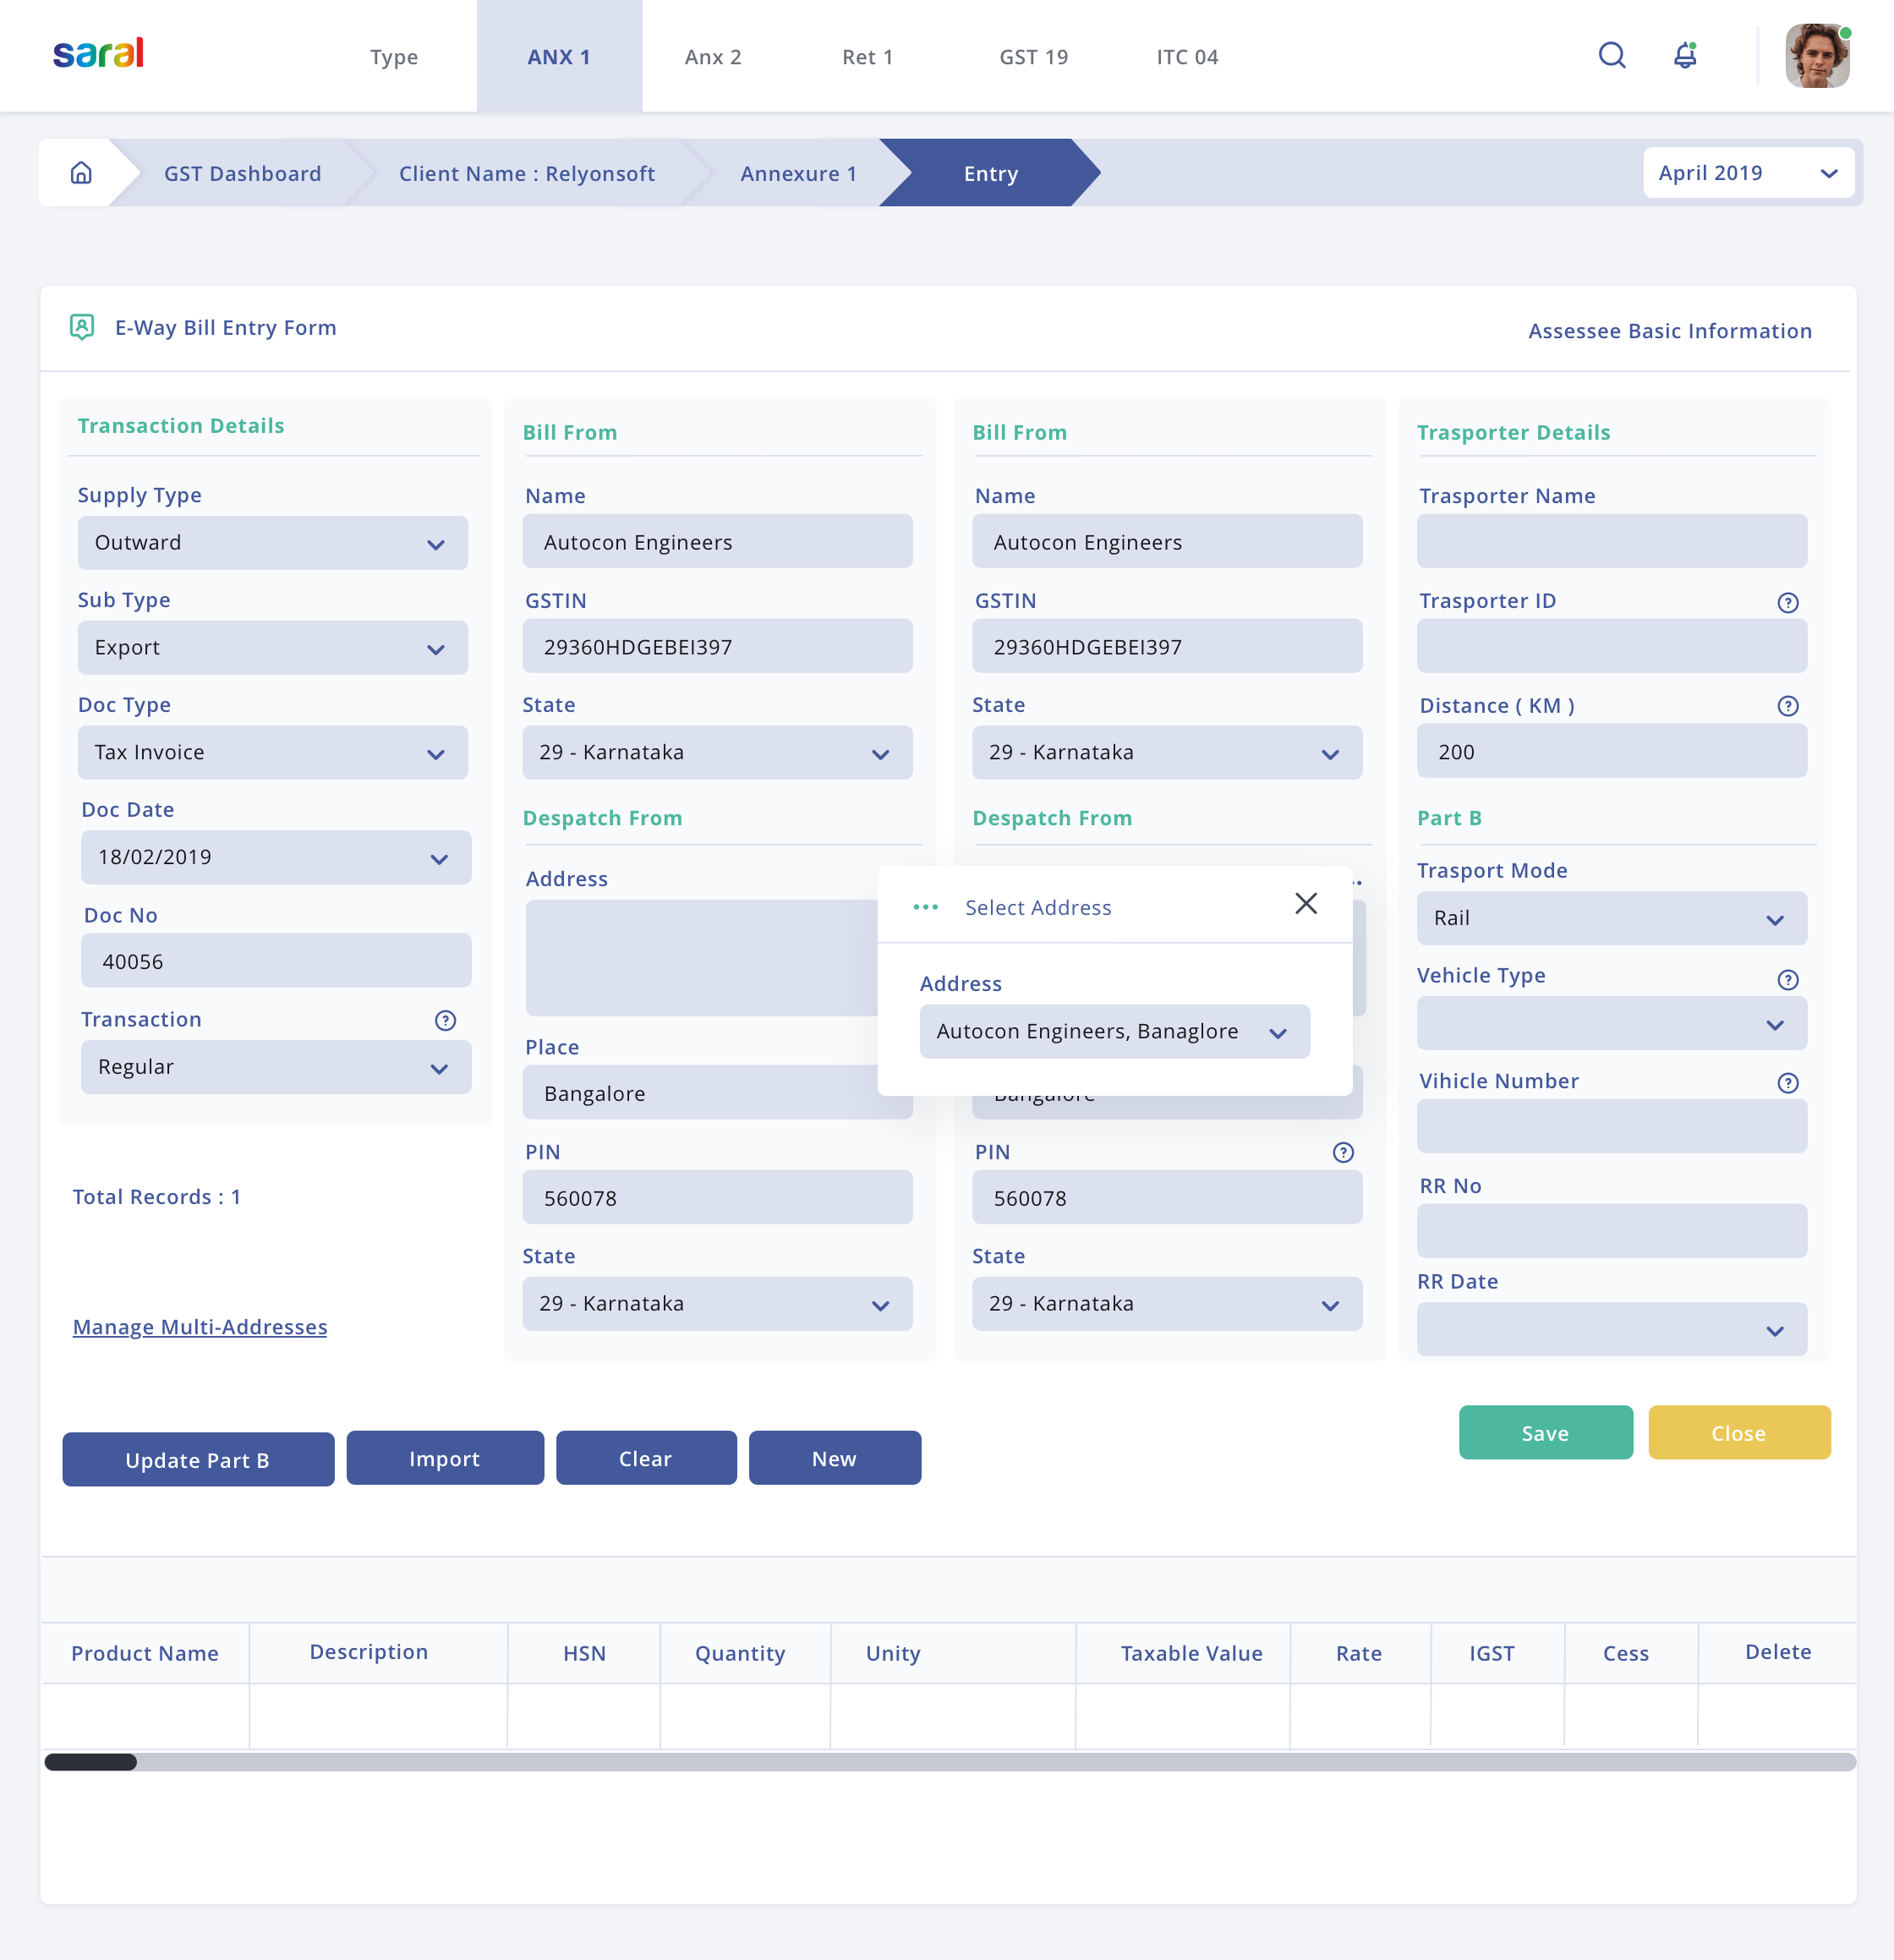 saral
Type
ANX 1
Anx 2
Ret 1
GST 19
ITC 04
GST Dashboard
Client Name : Relyonsoft
Annexure 1
Entry
April 2019
E-Way Bill Entry Form
Assessee Basic Information
Transaction Details
Supply Type
Outward
Sub Type
Export
Doc Type
Tax Invoice
Doc Date
18/02/2019
Doc No
40056
Transaction
Regular
Total Records : 1
Manage Multi-Addresses
Bill From
Name
Autocon Engineers
GSTIN
29360HDGEBEI397
State
29 - Karnataka
Despatch From
Address
Place
Bangalore
PIN
560078
State
29 - Karnataka
Bill From
Name
Autocon Engineers
GSTIN
29360HDGEBEI397
State
29 - Karnataka
Despatch From
Select Address
Address
Autocon Engineers, Banaglore
Bangalore
PIN
560078
State
29 - Karnataka
Trasporter Details
Trasporter Name
Trasporter ID
Distance ( KM )
200
Part B
Trasport Mode
Rail
Vehicle Type
Vihicle Number
RR No
RR Date
Update Part B
Import
Clear
New
Save
Close
Product Name
Description
HSN
Quantity
Unity
Taxable Value
Rate
IGST
Cess
Delete